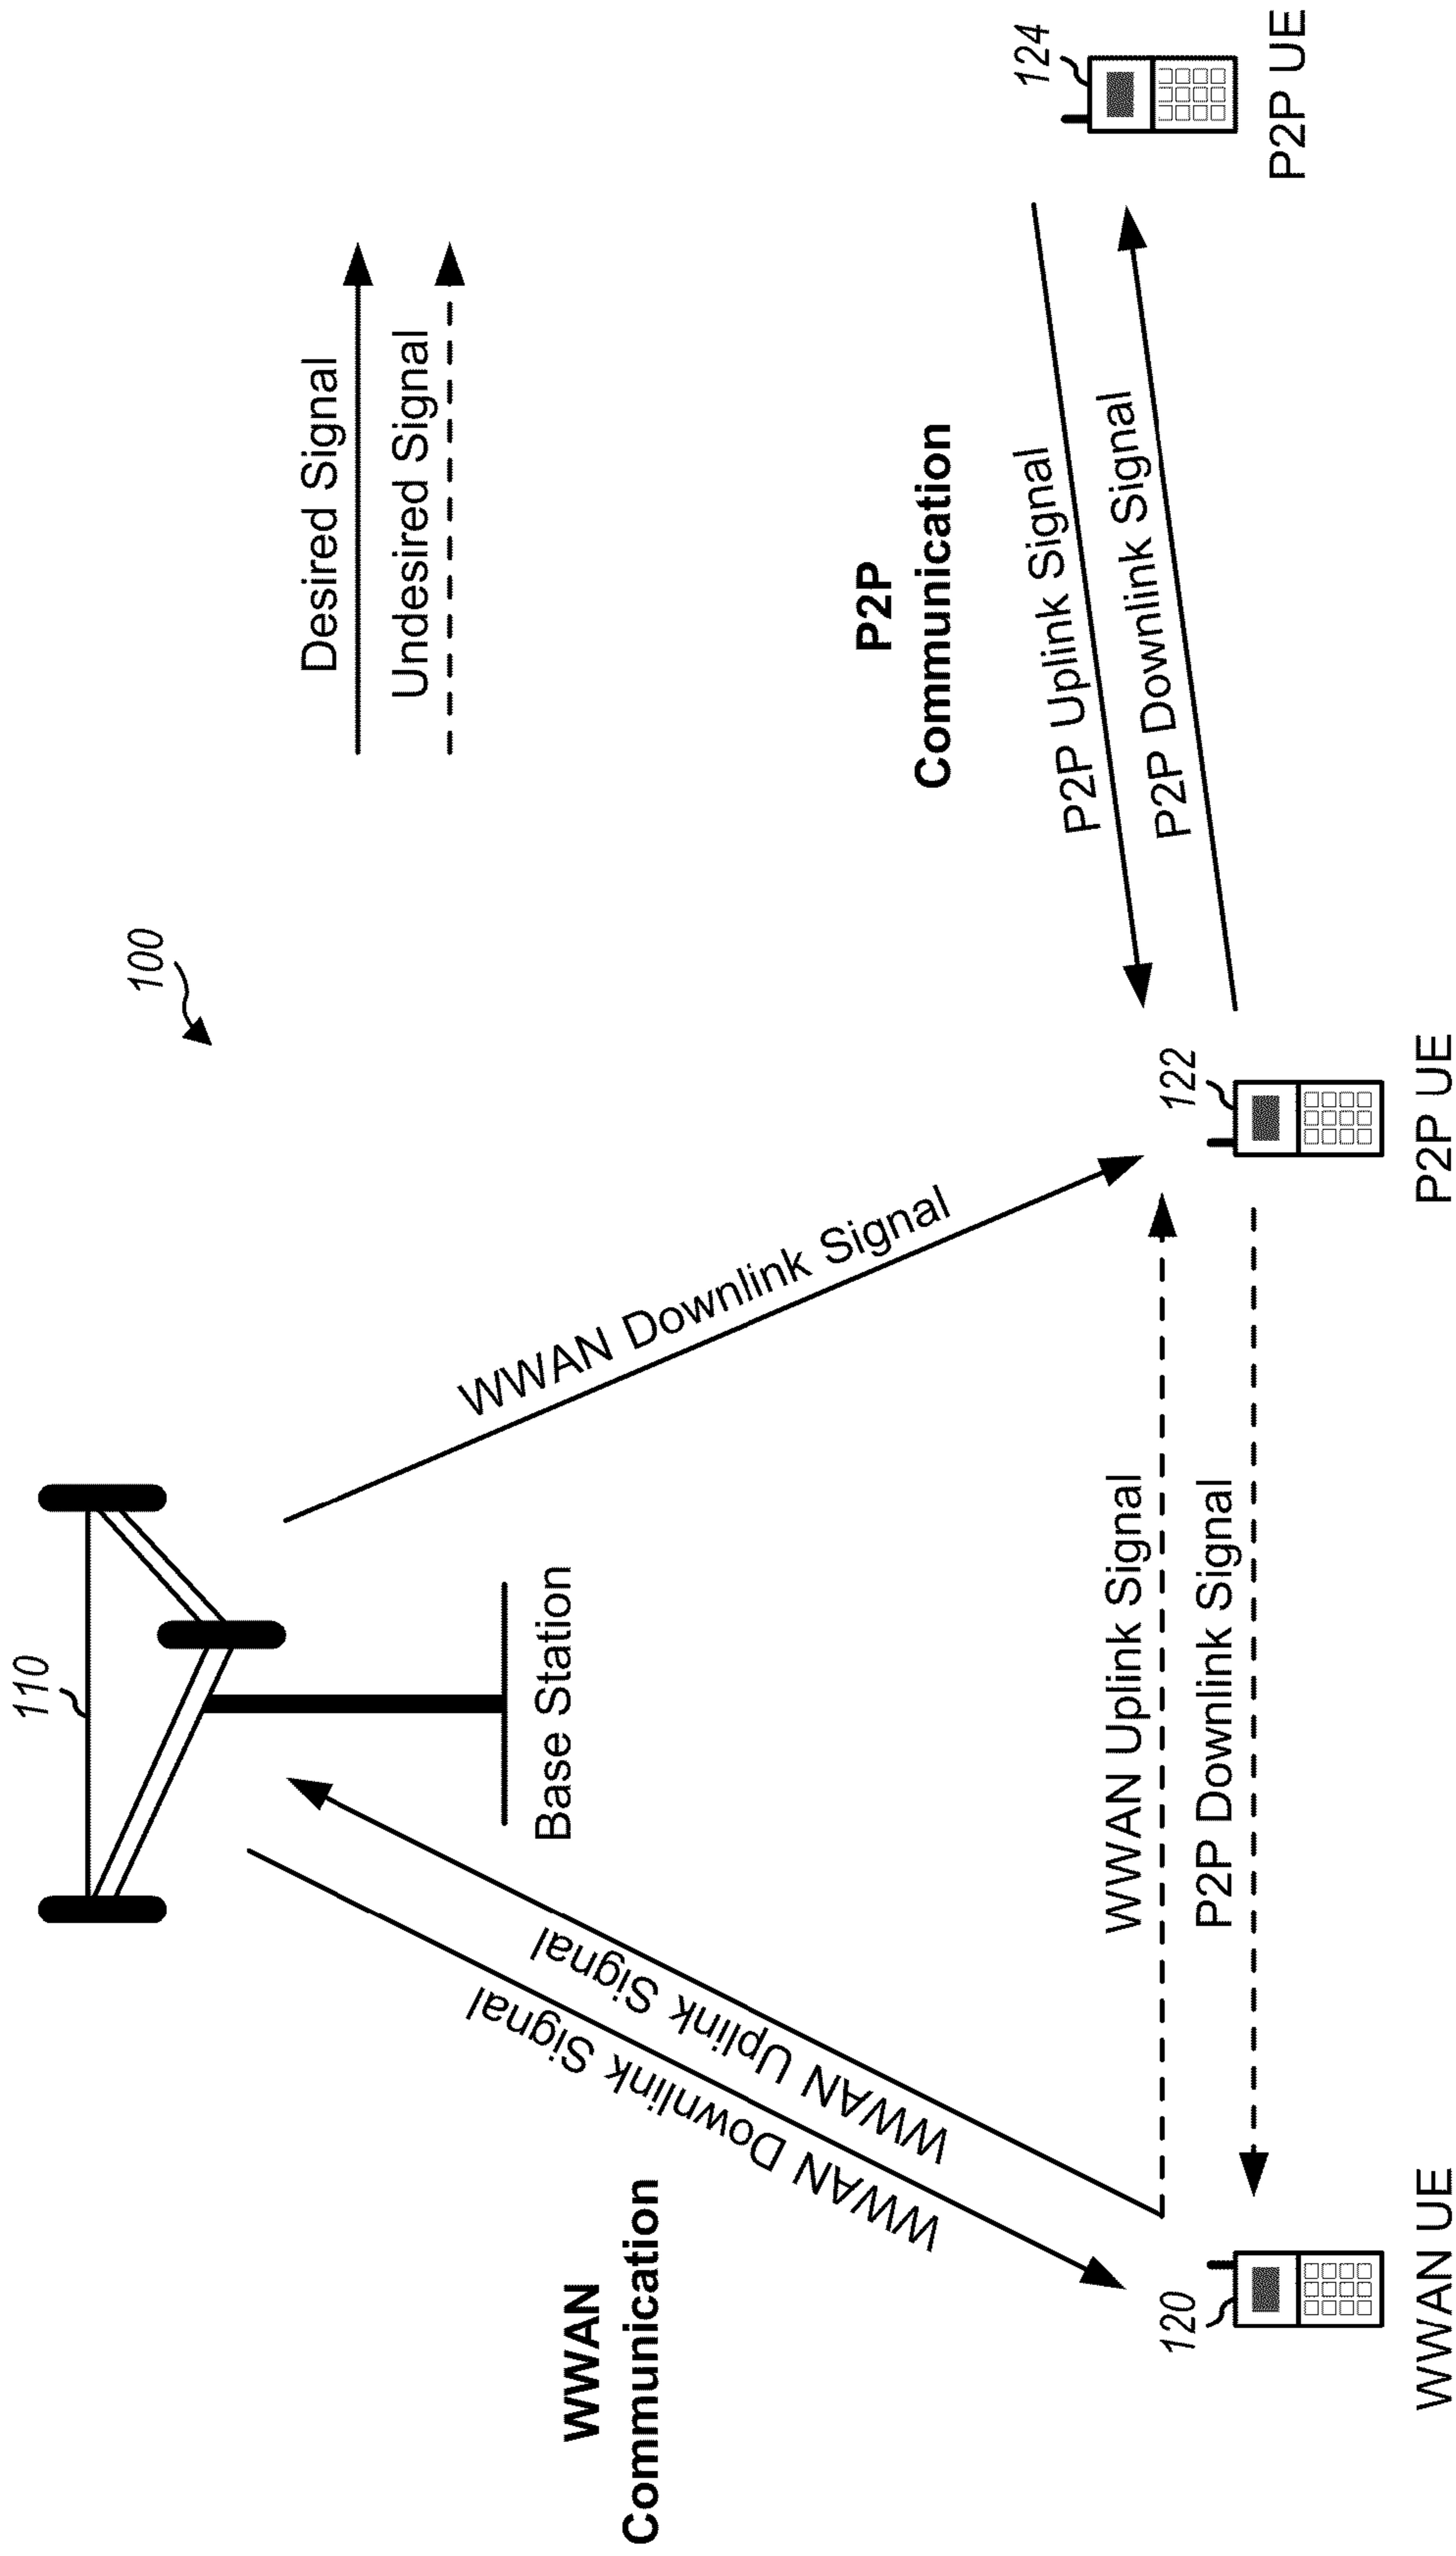 110
100
Desired Signal
Undesired Signal
Base Station
WWAN
Communication
WWAN Downlink Signal
WWAN Uplink Signal
WWAN Downlink Signal
P2P
Communication
P2P Uplink Signal
P2P Downlink Signal
124
P2P UE
WWAN Uplink Signal
P2P Downlink Signal
120
WWAN UE
122
P2P UE